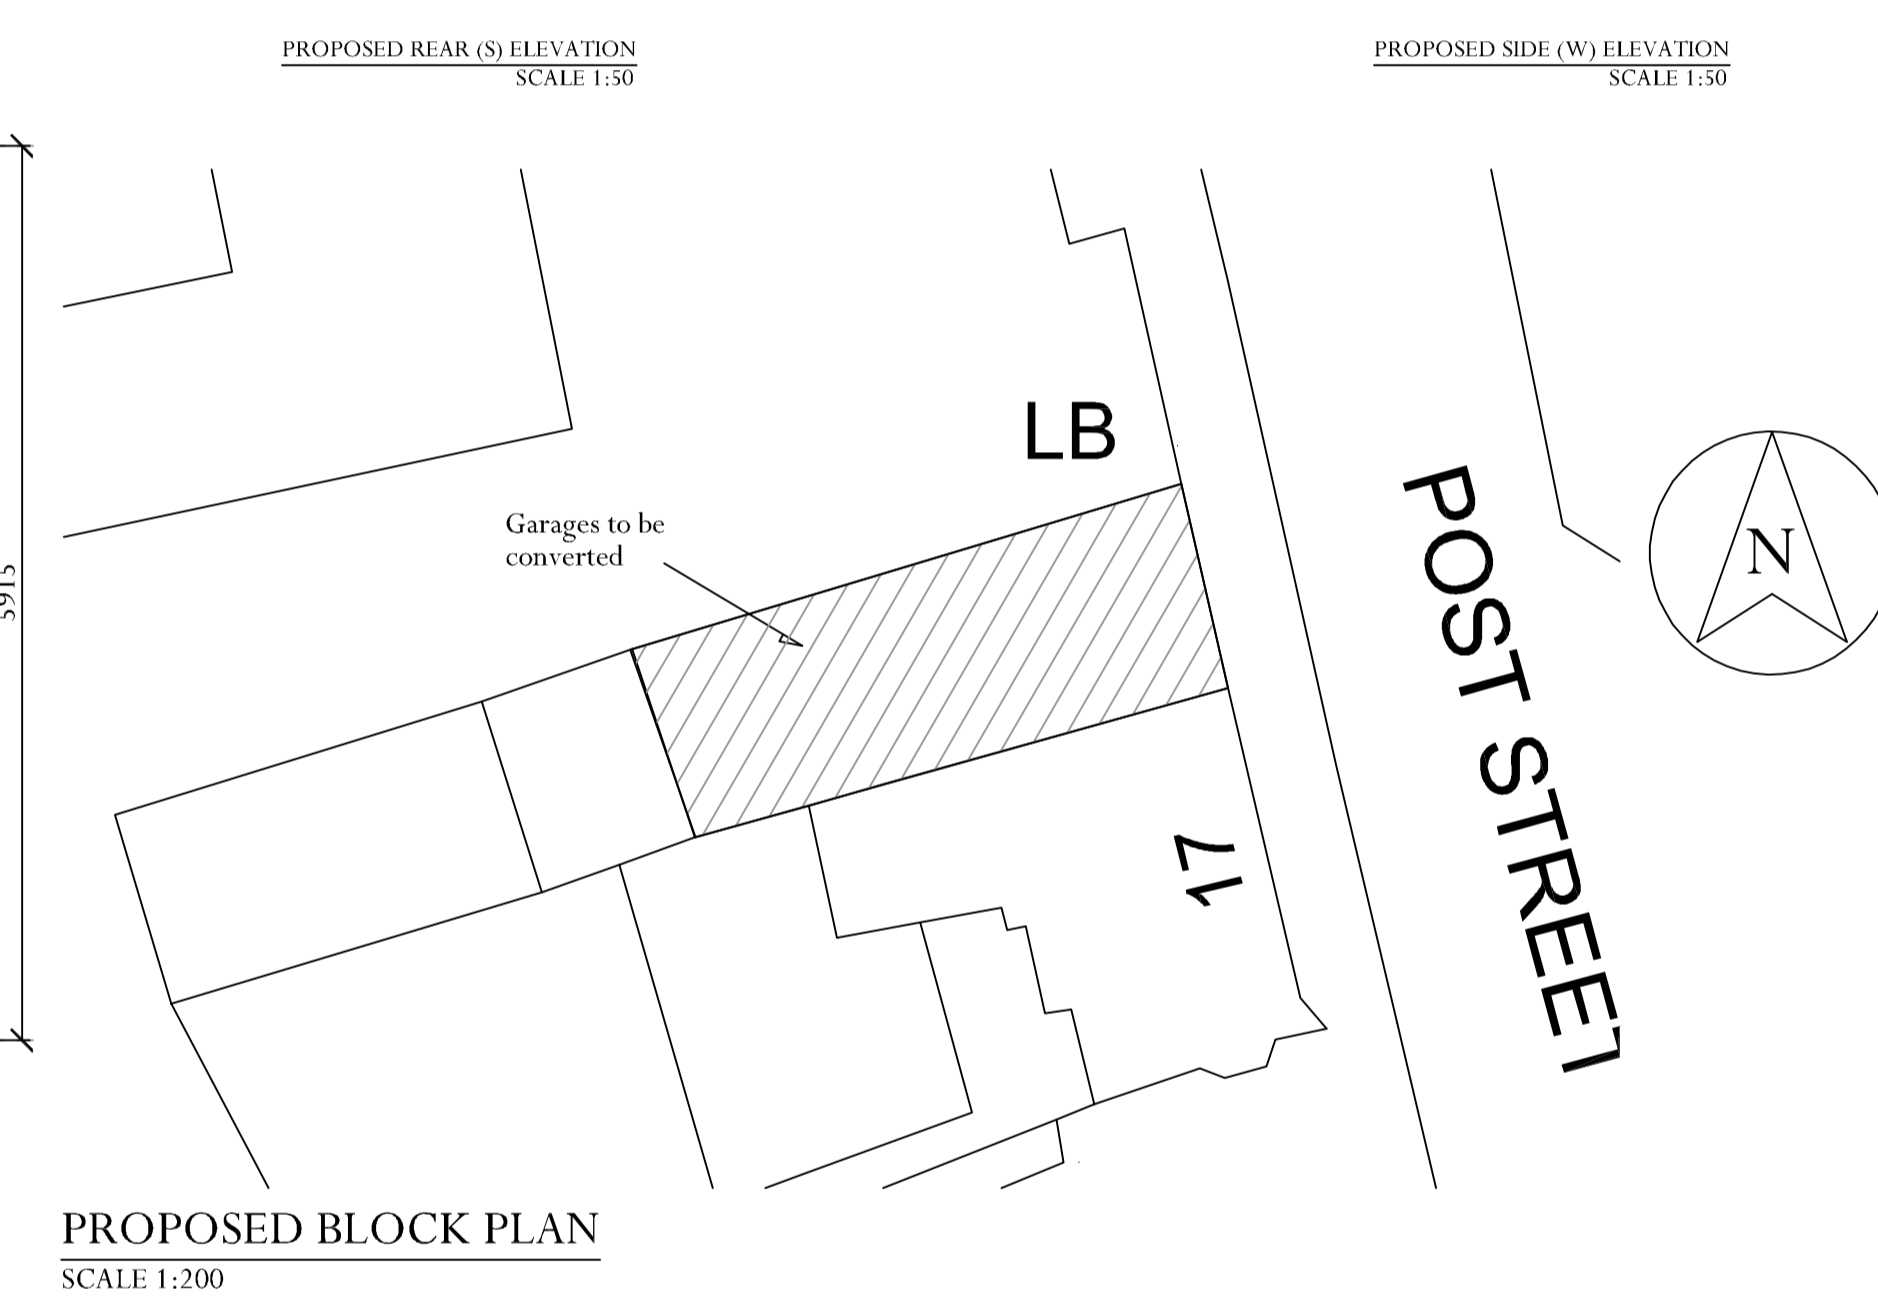 PROPOSED REAR (S) ELEVATION
SCALE 1:50
PROPOSED SIDE (W) ELEVATION
SCALE 1:50
5915
LB
Garages to be
converted
POST STREET
N
17
PROPOSED BLOCK PLAN
SCALE 1:200